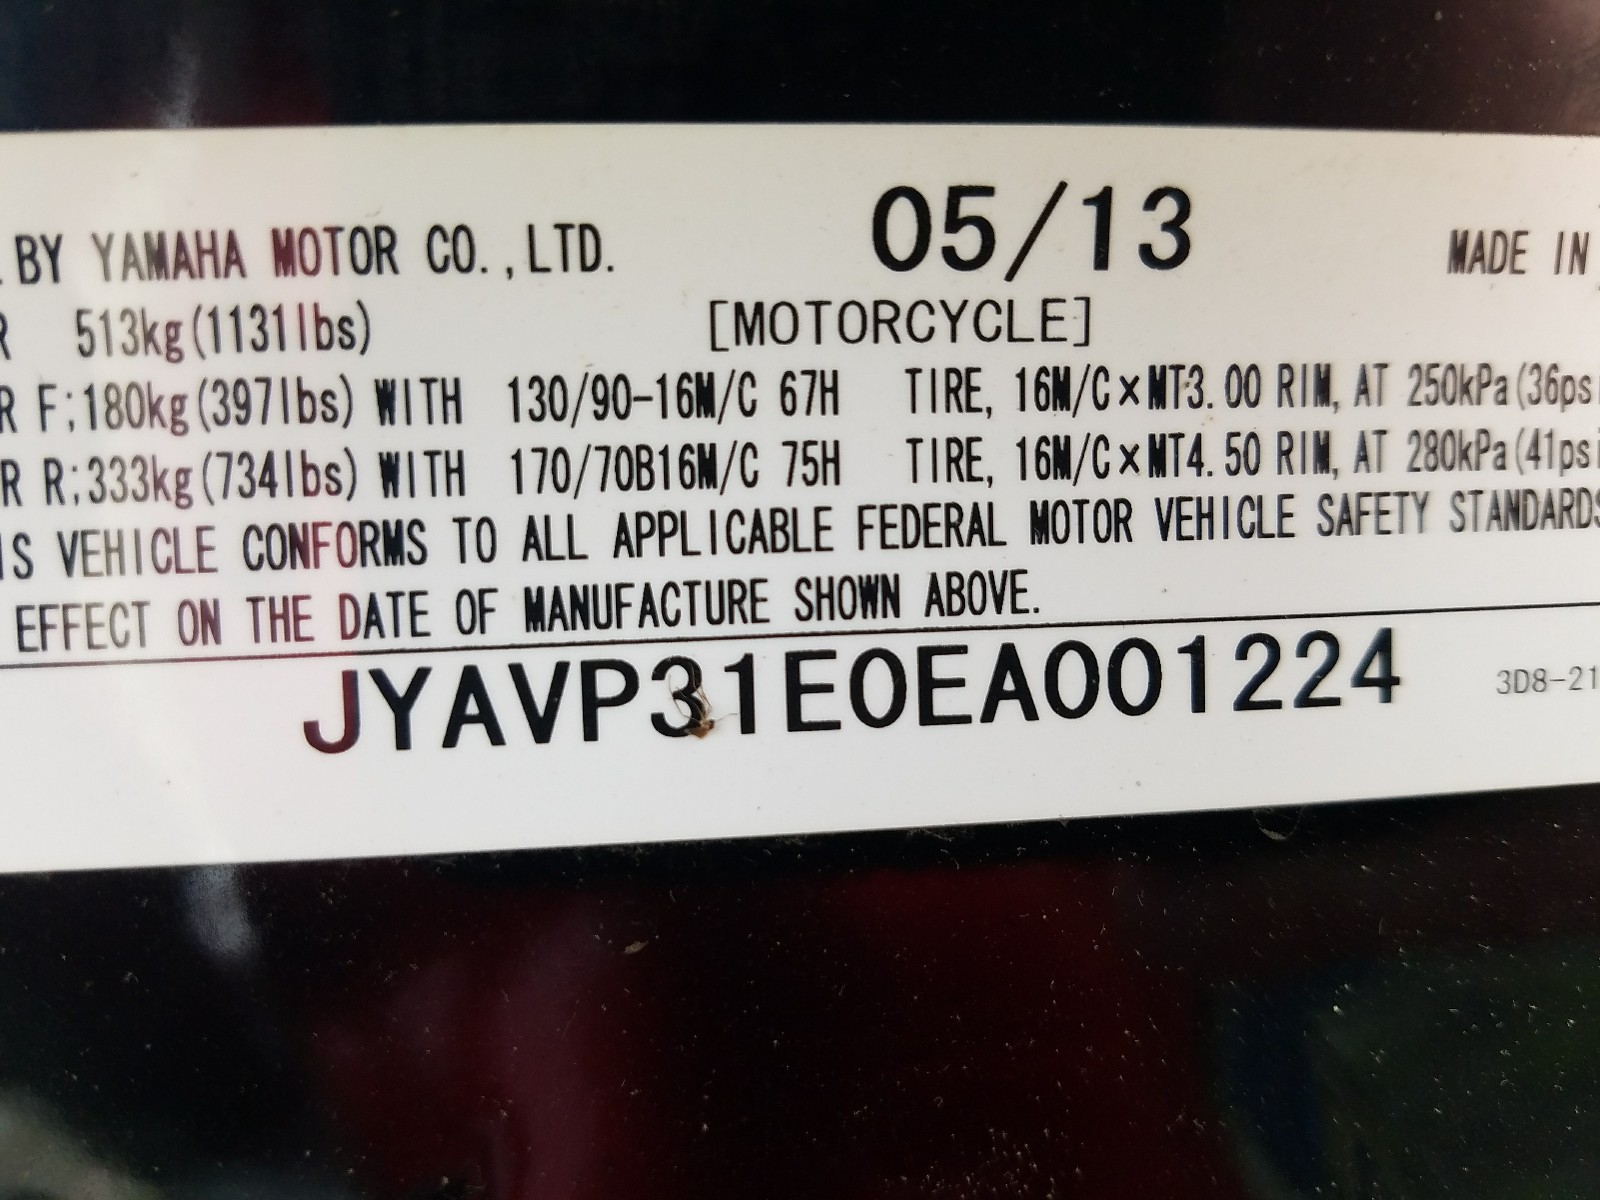 BY YAMAHA MOTOR CO.,LTD. 05/13 MADE IN
R 513kg(1131lbs) [MOTORCYCLE]
R F;180kg(397lbs) WITH 130/90-16M/C 67H TIRE, 16M/C×MT3.00 RIM, AT 250kPa(36psi
R R;333kg(734lbs) WITH 170/70B16M/C 75H TIRE, 16M/C×MT4.50 RIM, AT 280kPa(41psi
IS VEHICLE CONFORMS TO ALL APPLICABLE FEDERAL MOTOR VEHICLE SAFETY STANDARDS
EFFECT ON THE DATE OF MANUFACTURE SHOWN ABOVE.
JYAVP31E0EA001224 3D8-21